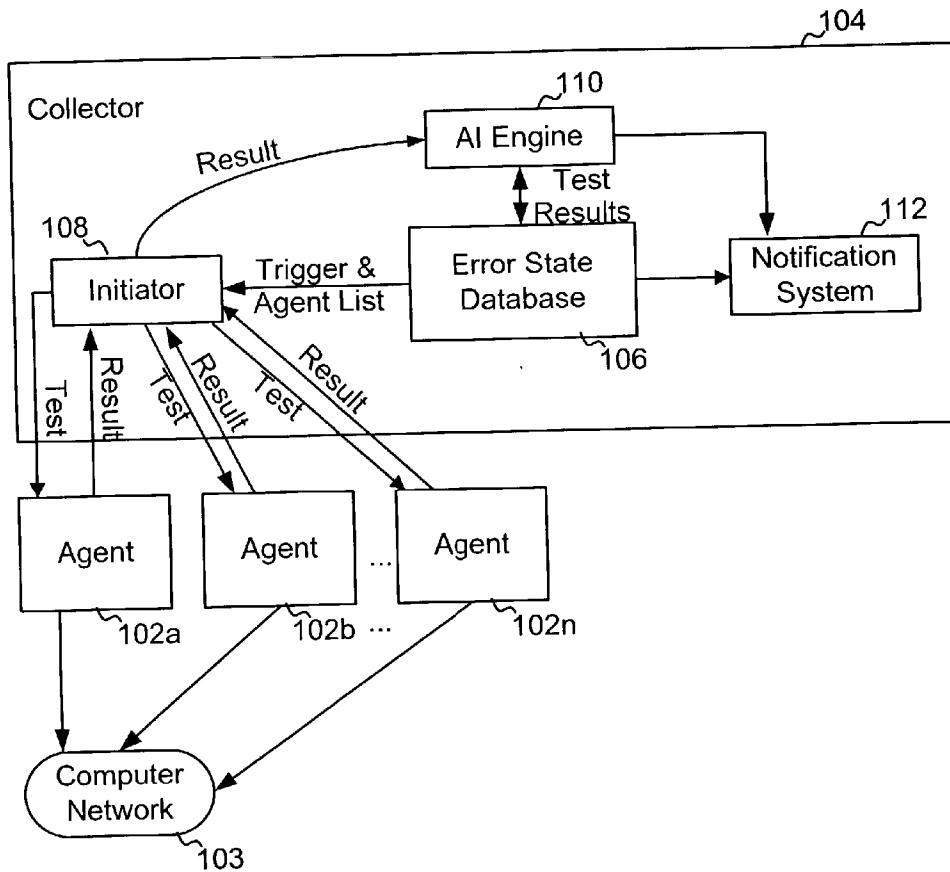 104
Collector
110
AI Engine
Result
Test
Results
108
Initiator
Trigger &
Agent List
Error State
Database
106
112
Notification
System
Test
Result
Test
Result
Test
Result
Agent
Agent
...
Agent
102a
102b
...
102n
Computer
Network
103